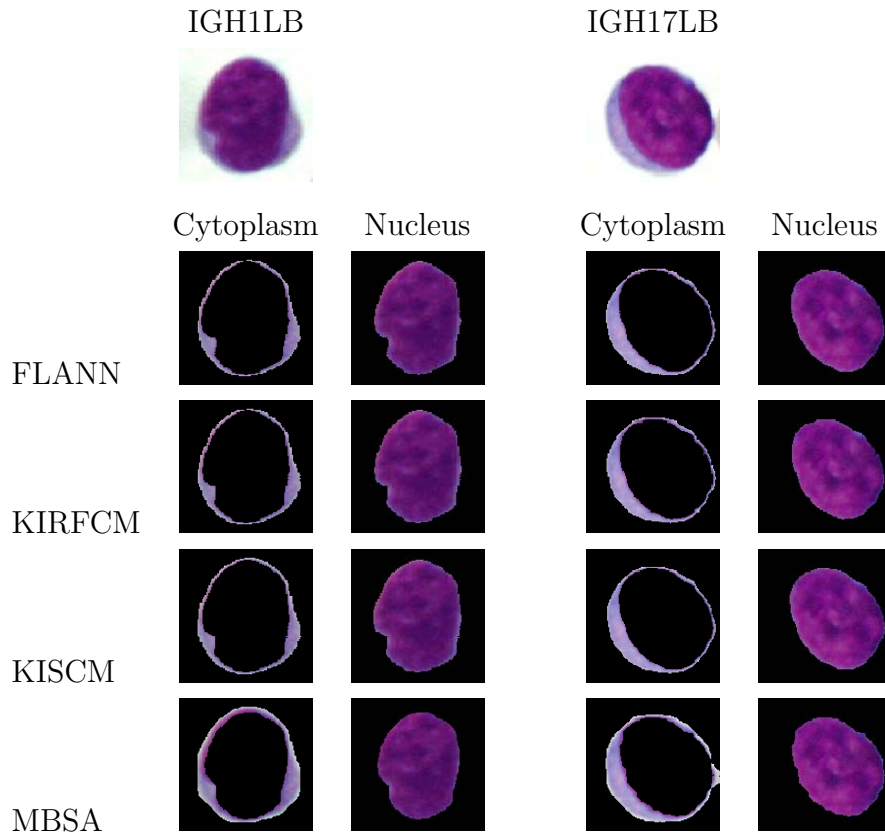 IGH1LB IGH17LB
Cytoplasm Nucleus Cytoplasm Nucleus
FLANN
KIRFCM
KISCM
MBSA